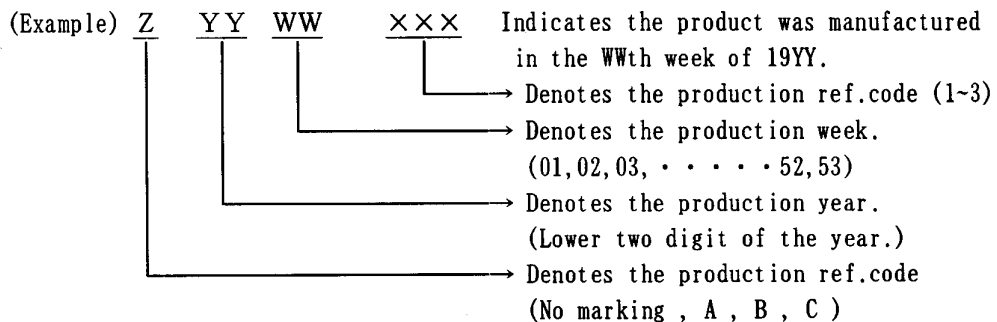 (Example) Z YY WW ××× Indicates the product was manufactured
in the WWth week of 19YY.
Denotes the production ref.code (1~3)
Denotes the production week.
(01,02,03, ・ ・ ・ ・ ・ 52,53)
Denotes the production year.
(Lower two digit of the year.)
Denotes the production ref.code
(No marking , A , B , C )